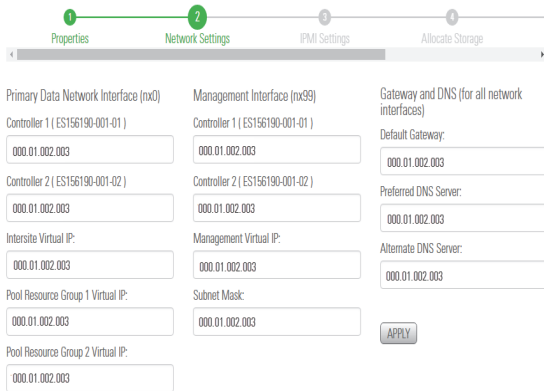 1 2 3 4
Properties Network Settings IPMI Settings Allocate Storage
Primary Data Network Interface (nx0)
Controller 1 ( ES156190-001-01 )
000.01.002.003
Controller 2 ( ES156190-001-02 )
000.01.002.003
Intersite Virtual IP:
000.01.002.003
Pool Resource Group 1 Virtual IP:
000.01.002.003
Pool Resource Group 2 Virtual IP:
000.01.002.003
Management Interface (nx99)
Controller 1 ( ES156190-001-01 )
000.01.002.003
Controller 2 ( ES156190-001-02 )
000.01.002.003
Management Virtual IP:
000.01.002.003
Subnet Mask:
000.01.002.003
Gateway and DNS (for all network
interfaces)
Default Gateway:
000.01.002.003
Preferred DNS Server:
000.01.002.003
Alternate DNS Server:
000.01.002.003
APPLY